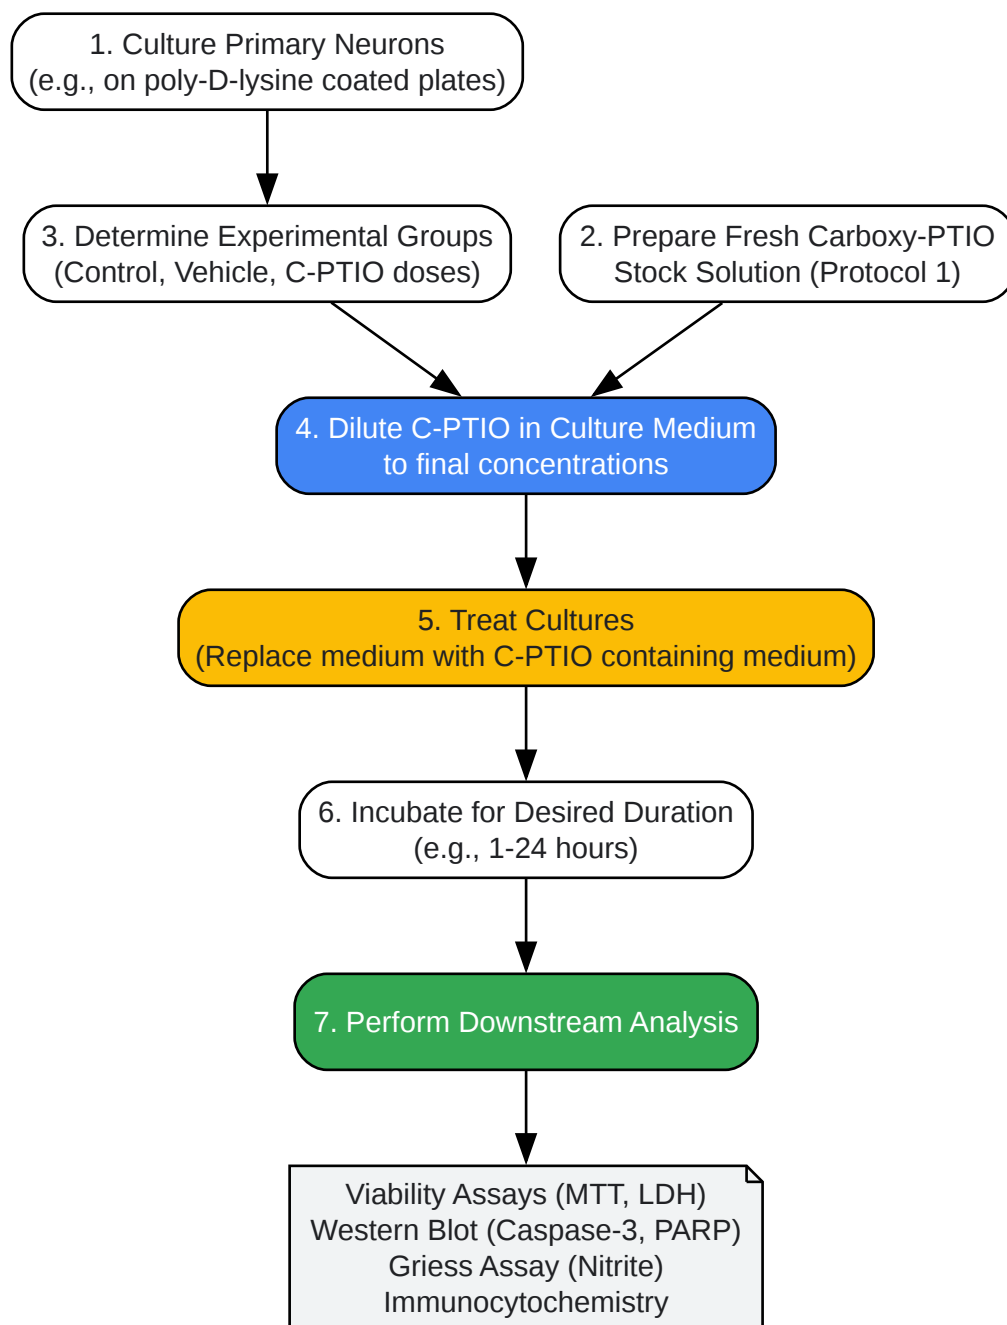 1. Culture Primary Neurons
(e.g., on poly-D-lysine coated plates)
3. Determine Experimental Groups
(Control, Vehicle, C-PTIO doses)
2. Prepare Fresh Carboxy-PTIO
Stock Solution (Protocol 1)
4. Dilute C-PTIO in Culture Medium
to final concentrations
5. Treat Cultures
(Replace medium with C-PTIO containing medium)
6. Incubate for Desired Duration
(e.g., 1-24 hours)
7. Perform Downstream Analysis
Viability Assays (MTT, LDH)
Western Blot (Caspase-3, PARP)
Griess Assay (Nitrite)
Immunocytochemistry